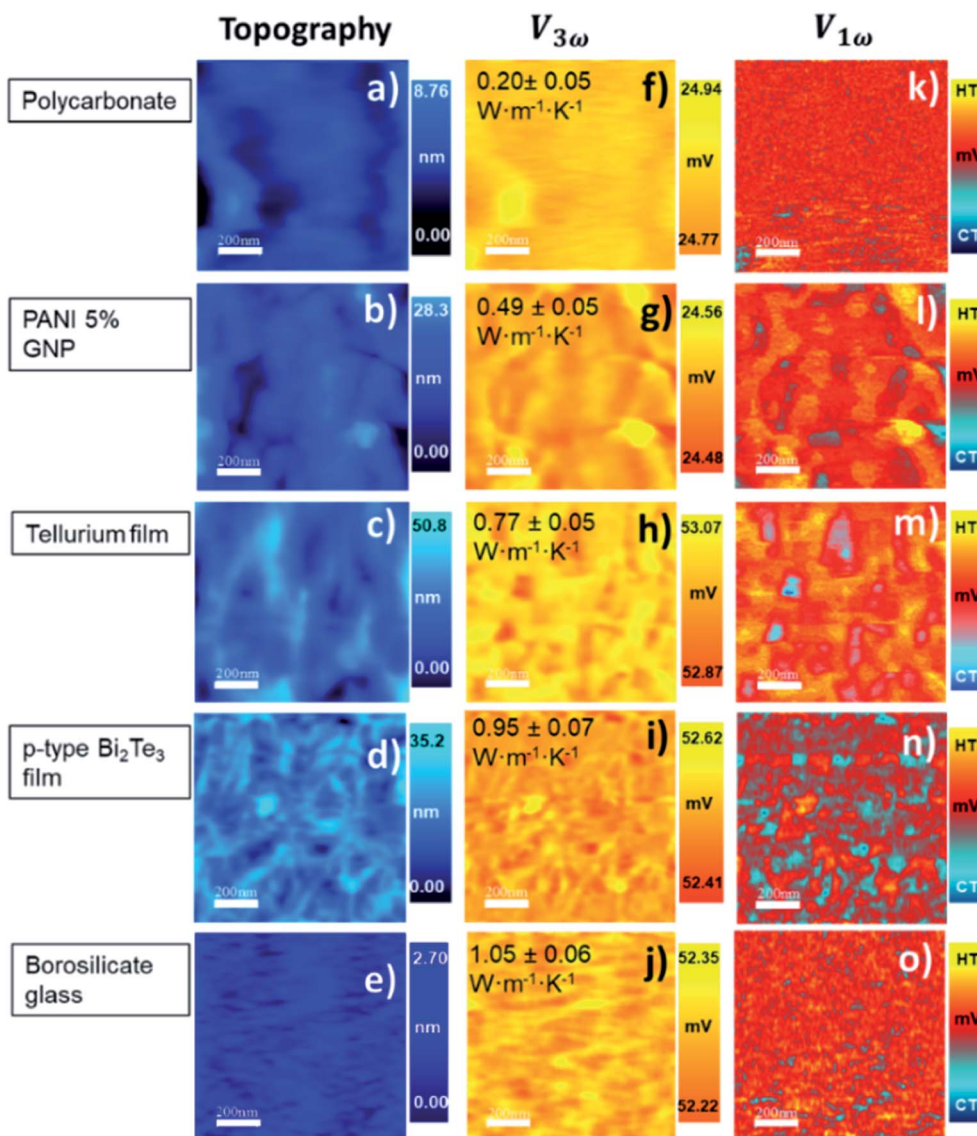 Topography V3ω V1ω
Polycarbonate
a)
8.76
nm
0.00
200nm
0.20± 0.05
W·m-1·K-1
f)
24.94
mV
24.77
200nm
k)
HT
mV
CT
200nm
PANI 5%
GNP
b)
28.3
nm
0.00
200nm
0.49 ± 0.05
W·m-1·K-1
g)
24.56
mV
24.48
200nm
l)
HT
mV
CT
200nm
Tellurium film
c)
50.8
nm
0.00
200nm
0.77 ± 0.05
W·m-1·K-1
h)
53.07
mV
52.87
200nm
m)
HT
mV
CT
200nm
p-type Bi2Te3
film
d)
35.2
nm
0.00
200nm
0.95 ± 0.07
W·m-1·K-1
i)
52.62
mV
52.41
200nm
n)
HT
mV
CT
200nm
Borosilicate
glass
e)
2.70
nm
0.00
200nm
1.05 ± 0.06
W·m-1·K-1
j)
52.35
mV
52.22
200nm
o)
HT
mV
CT
200nm